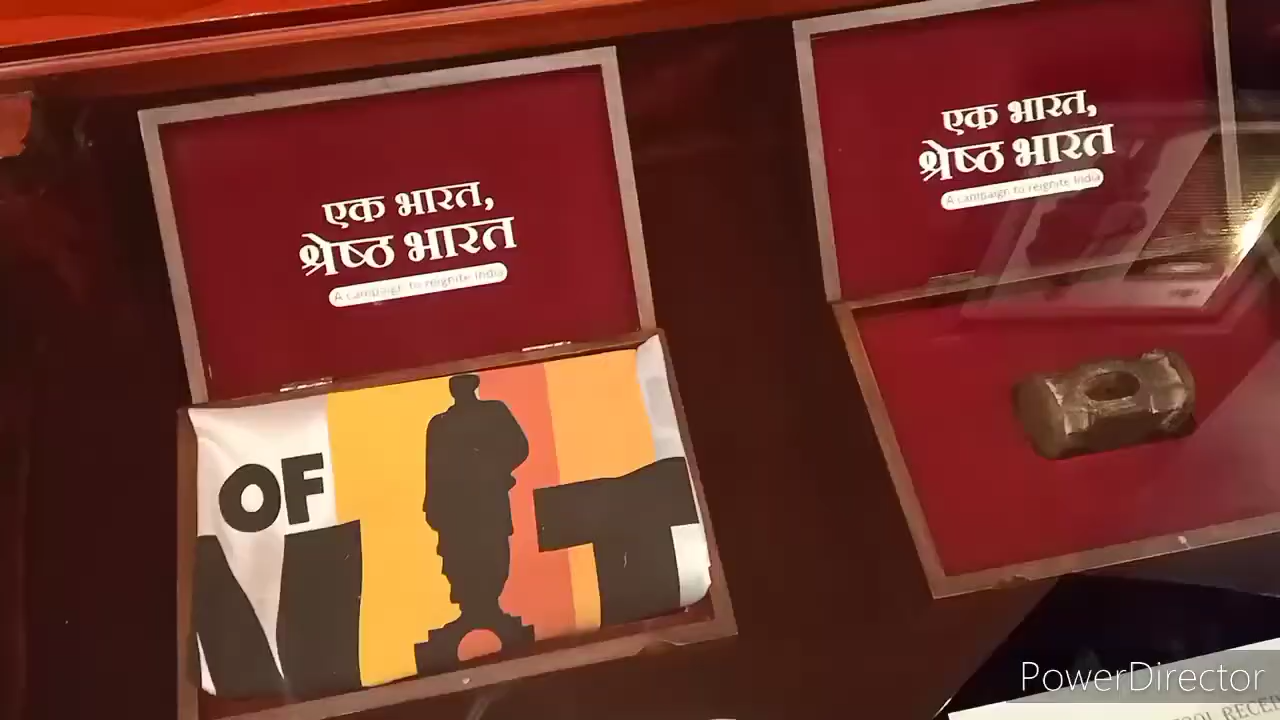 एक भारत,
श्रेष्ठ भारत
A campaign to reignite India
एक भारत,
श्रेष्ठ भारत
A campaign to reignite India
OF
PowerDirector